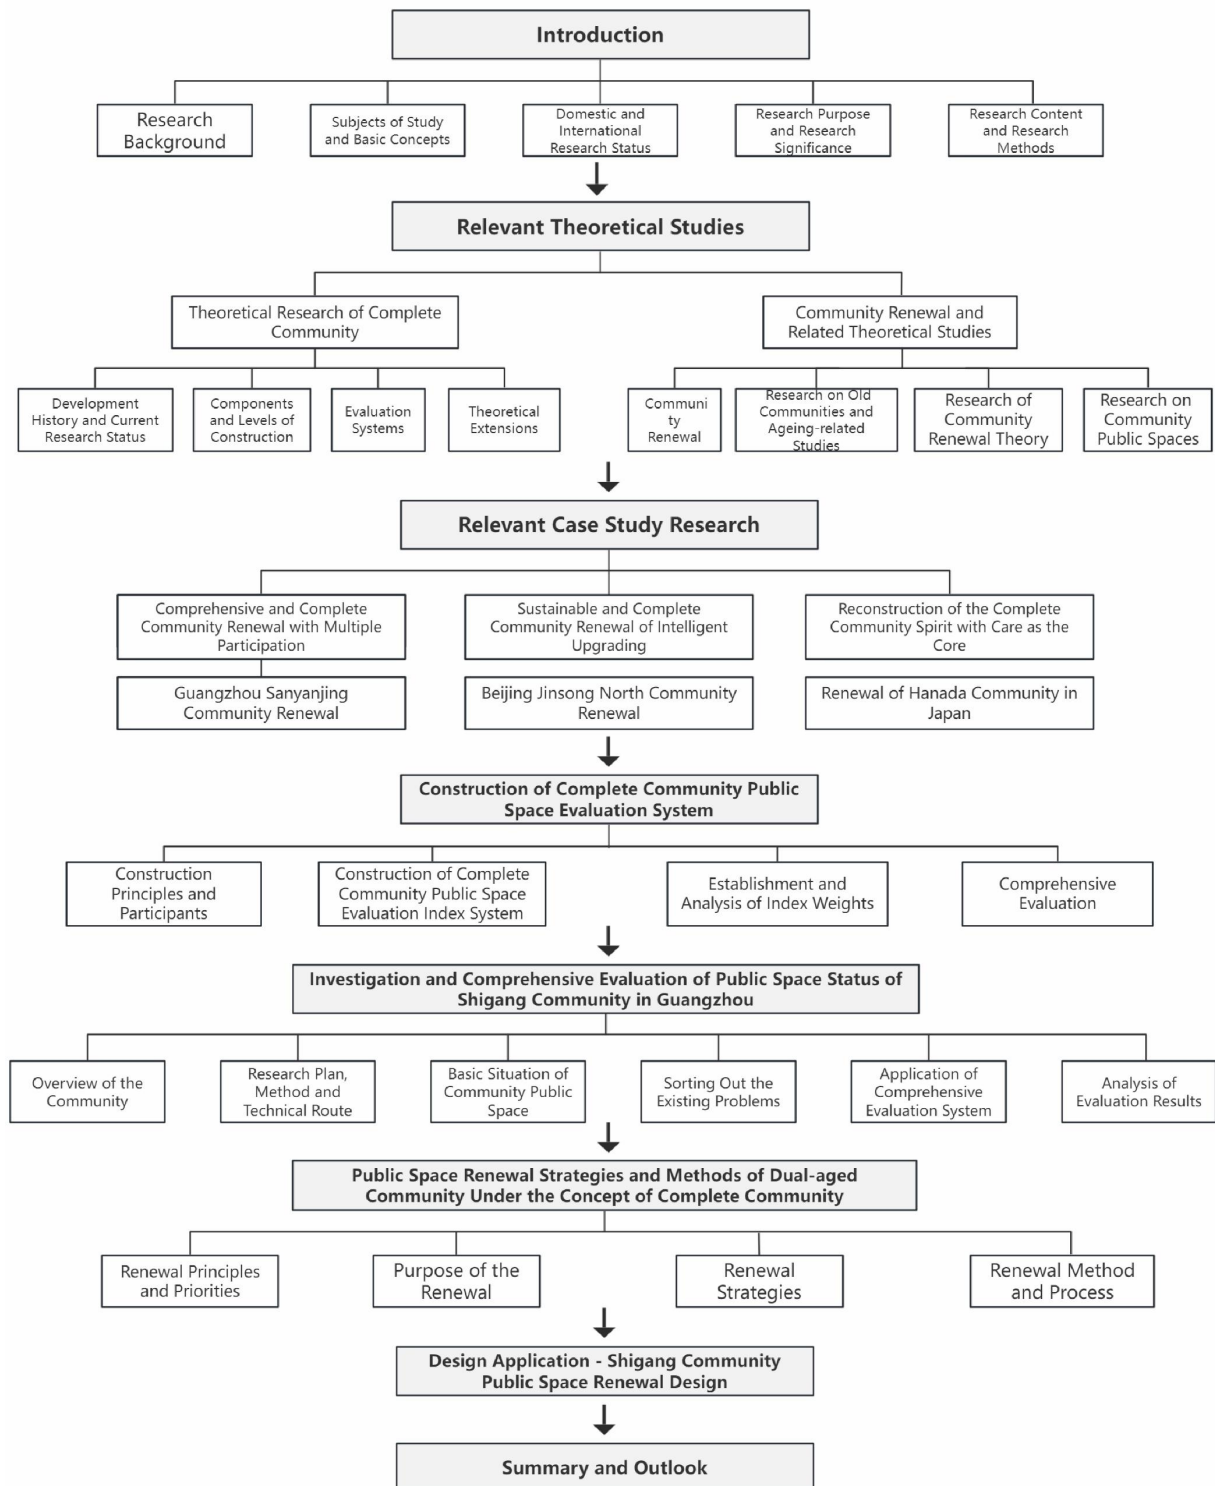 Introduction
Research
Background
Subjects of Study
and Basic Concepts
Domestic and
International
Research Status
Research Purpose
and Research
Significance
Research Content
and Research
Methods
Relevant Theoretical Studies
Theoretical Research of Complete
Community
Community Renewal and
Related Theoretical Studies
Development
History and Current
Research Status
Components
and Levels of
Construction
Evaluation
Systems
Theoretical
Extensions
Communi
ty
Renewal
Research on Old
Communities and
Ageing-related
Studies
Research of
Community
Renewal Theory
Research on
Community
Public Spaces
Relevant Case Study Research
Comprehensive and Complete
Community Renewal with Multiple
Participation
Sustainable and Complete
Community Renewal of Intelligent
Upgrading
Reconstruction of the Complete
Community Spirit with Care as the
Core
Guangzhou Sanyanjing
Community Renewal
Beijing Jinsong North Community
Renewal
Renewal of Hanada Community in
Japan
Construction of Complete Community Public
Space Evaluation System
Construction
Principles and
Participants
Construction of Complete
Community Public Space
Evaluation Index System
Establishment and
Analysis of Index Weights
Comprehensive
Evaluation
Investigation and Comprehensive Evaluation of Public Space Status of
Shigang Community in Guangzhou
Overview of the
Community
Research Plan,
Method and
Technical Route
Basic Situation of
Community Public
Space
Sorting Out the
Existing Problems
Application of
Comprehensive
Evaluation System
Analysis of
Evaluation Results
Public Space Renewal Strategies and Methods of Dual-aged
Community Under the Concept of Complete Community
Renewal Principles
and Priorities
Purpose of the
Renewal
Renewal
Strategies
Renewal Method
and Process
Design Application - Shigang Community
Public Space Renewal Design
Summary and Outlook